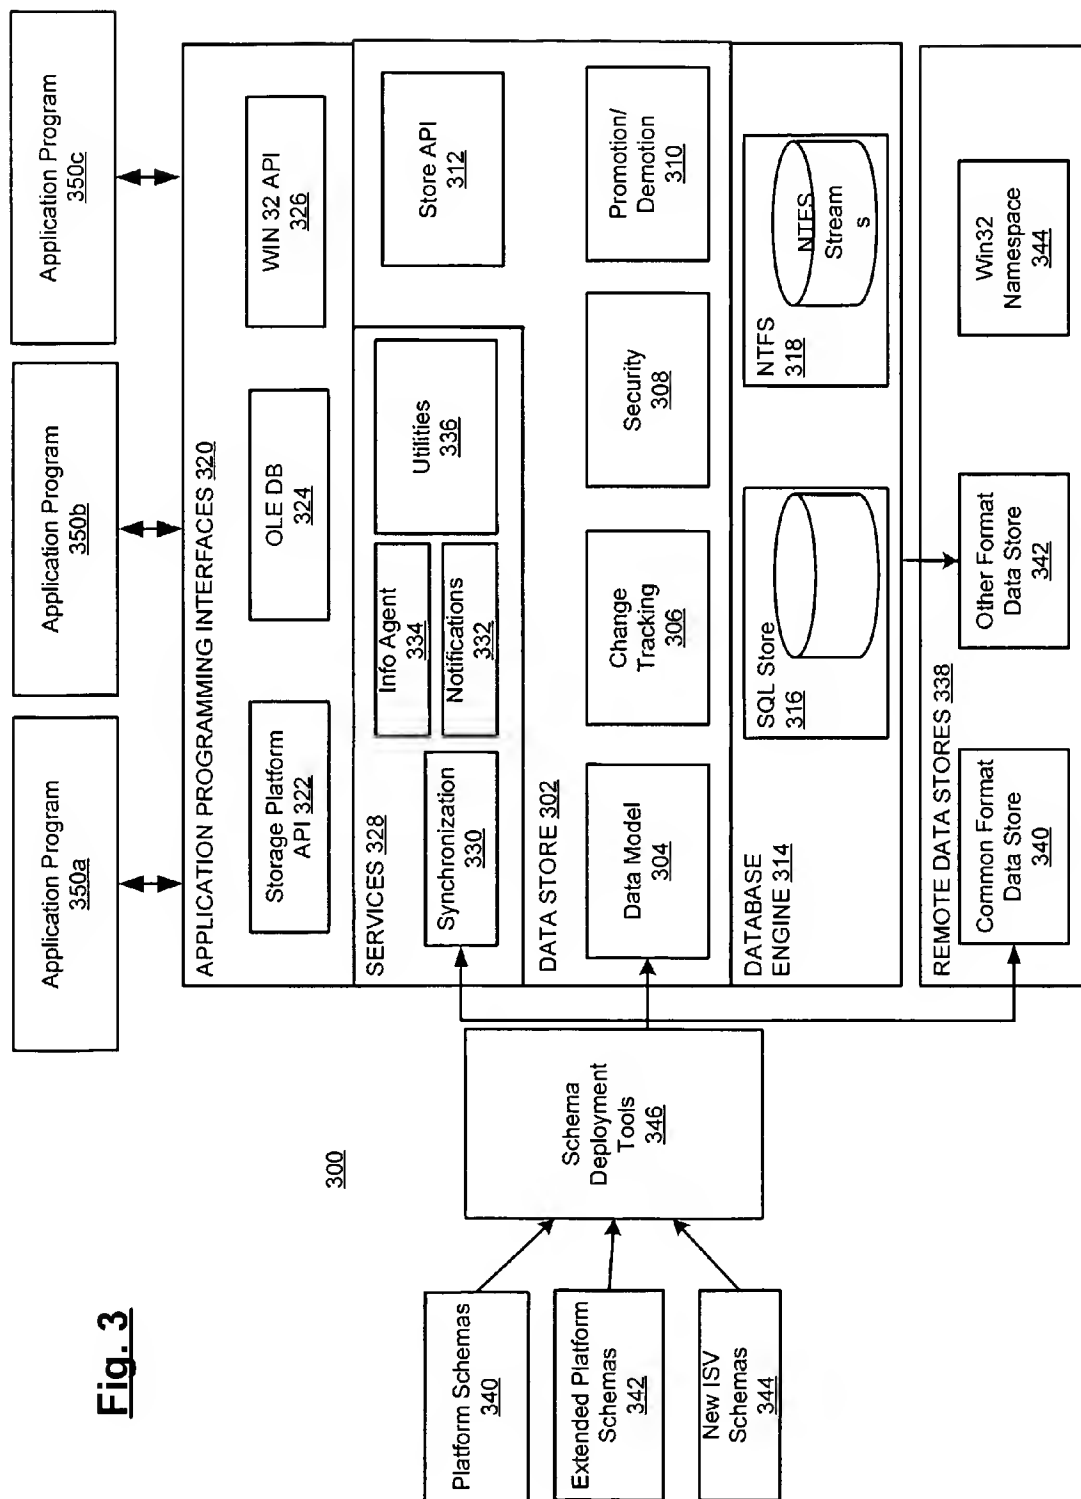 Application Program
350a
Application Program
350b
Application Program
350c
APPLICATION PROGRAMMING INTERFACES 320
Storage Platform
API 322
OLE DB
324
WIN 32 API
326
SERVICES 328
Synchronization
330
Info Agent
334
Notifications
332
Utilities
336
Store API
312
DATA STORE 302
Data Model
304
Change
Tracking
306
Security
308
Promotion/
Demotion
310
DATABASE
ENGINE 314
SQL Store
316
NTFS
318
NTFS
Stream
s
REMOTE DATA STORES 338
Common Format
Data Store
340
Other Format
Data Store
342
Win32
Namespace
344
300
Schema
Deployment
Tools
346
Platform Schemas
340
Extended Platform
Schemas
342
New ISV
Schemas
344
Fig. 3